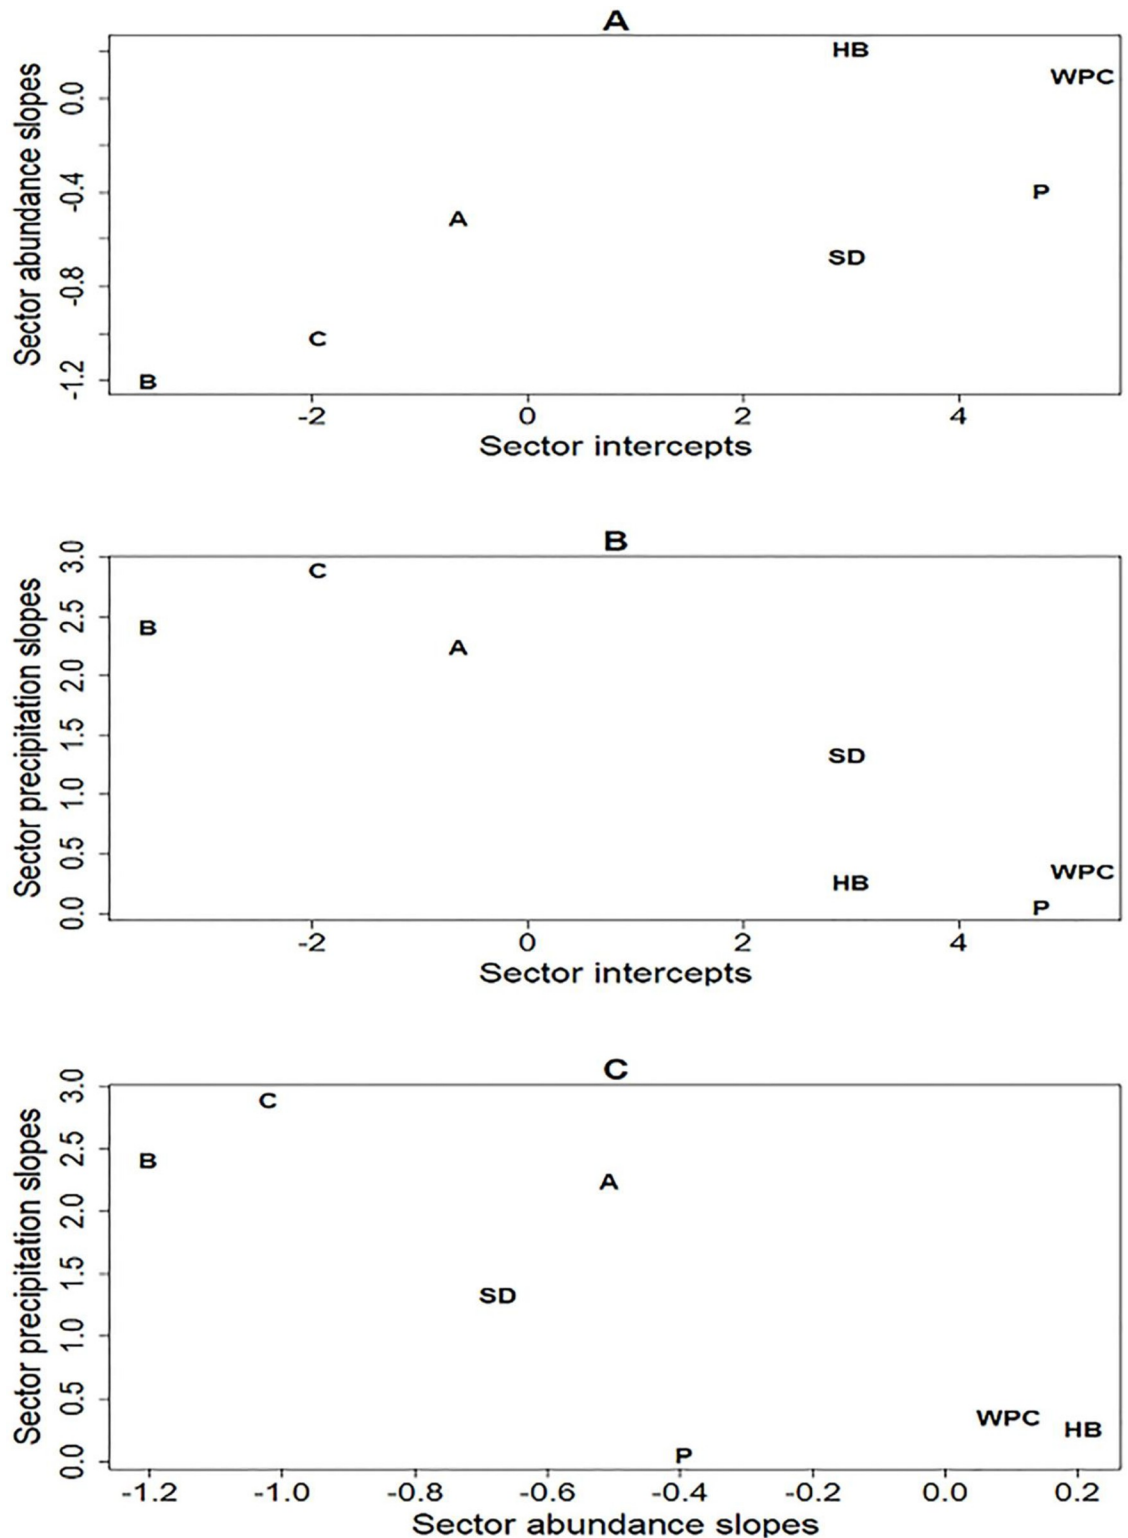 A
Sector abundance slopes
0.0
-0.4
-0.8
-1.2
HB
WPC
P
A
SD
C
B
-2 0 2 4
Sector intercepts
B
Sector precipitation slopes
3.0
2.5
2.0
1.5
1.0
0.5
0.0
C
B
A
SD
WPC
HB
P
-2 0 2 4
Sector intercepts
C
Sector precipitation slopes
3.0
2.5
2.0
1.5
1.0
0.5
0.0
C
B
A
SD
WPC
HB
P
-1.2 -1.0 -0.8 -0.6 -0.4 -0.2 0.0 0.2
Sector abundance slopes